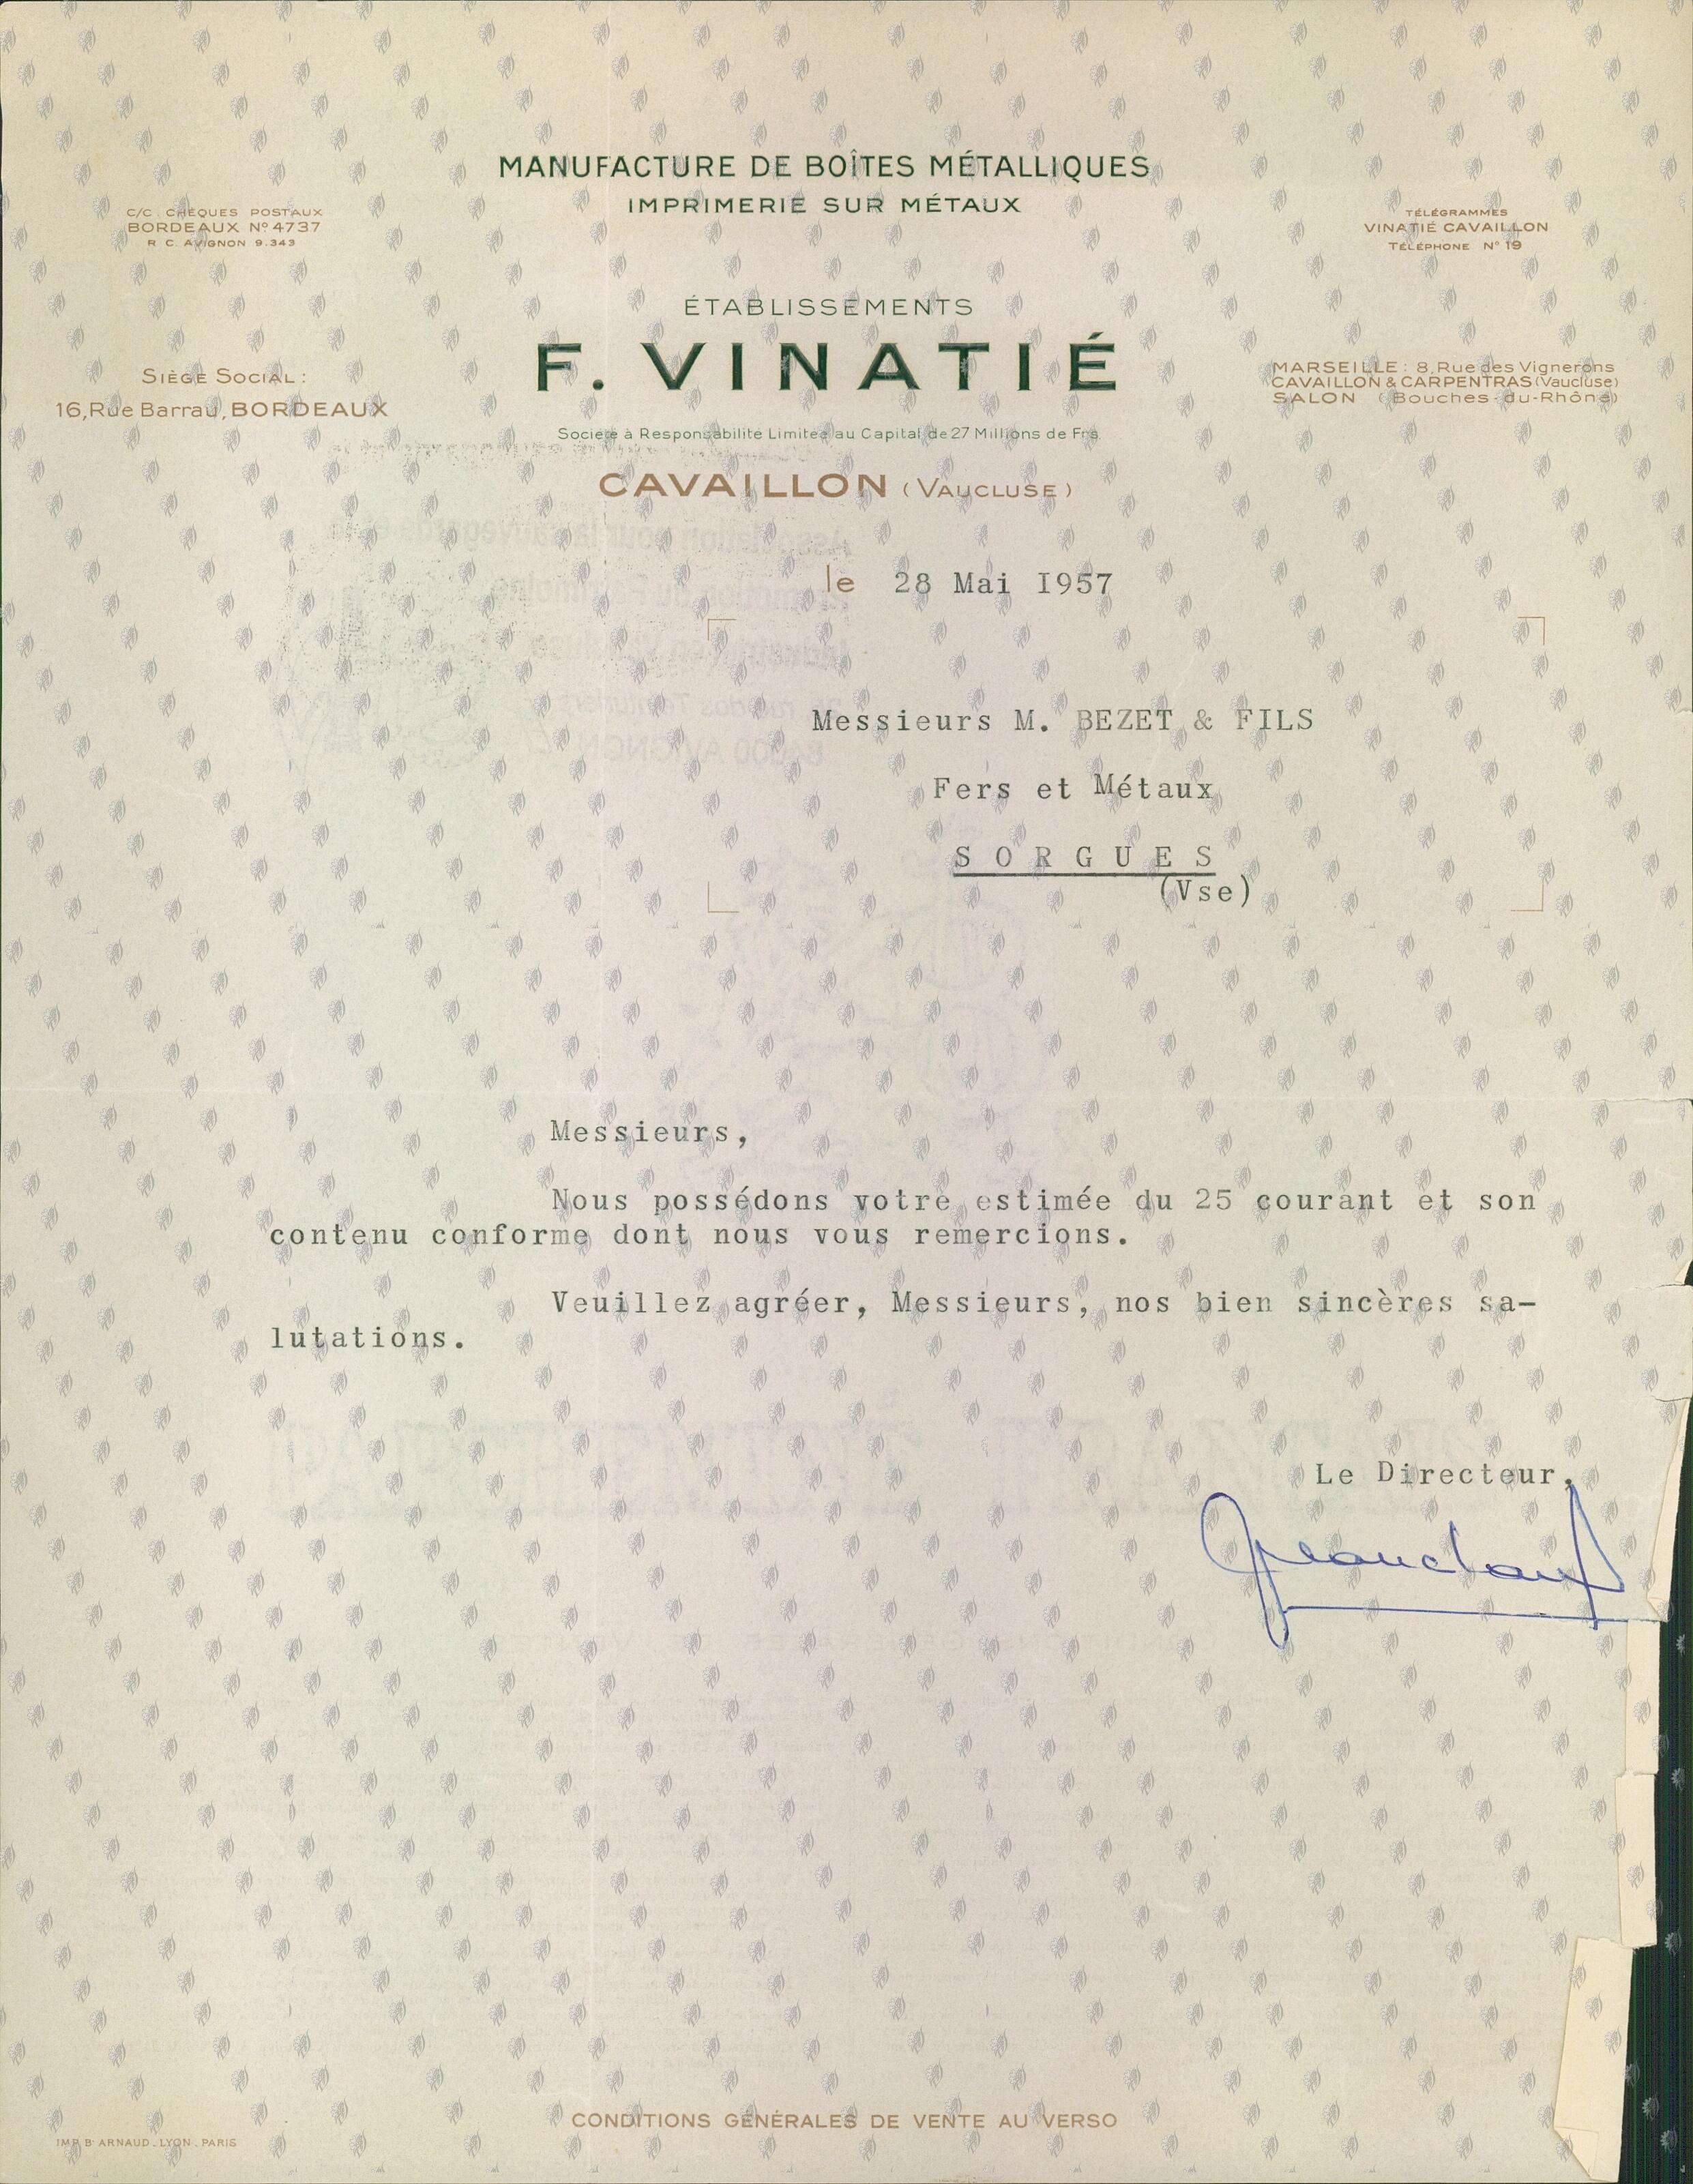 MANUFACTURE DE BOÎTES MÉTALLIQUES
IMPRIMERIE SUR MÉTAUX
C/C CHÈQUES POSTAUX
BORDEAUX Nº 4737
R C. AVIGNON 9.343
TÉLÉGRAMMES
VINATIÉ CAVAILLON
TÉLÉPHONE Nº 19
ÉTABLISSEMENTS
F. VINATIÉ
SIÈGE SOCIAL :
16, Rue Barrau, BORDEAUX
MARSEILLE : 8, Rue des Vignerons
CAVAILLON & CARPENTRAS (Vaucluse)
SALON (Bouches-du-Rhône)
Société à Responsabilité Limitée au Capital de 27 Millions de Frs
CAVAILLON (VAUCLUSE)
le 28 Mai I957
Messieurs M. BEZET & FILS
Fers et Métaux
S O R G U E S
(Vse)
Messieurs,
Nous possédons votre estimée du 25 courant et son
contenu conforme dont nous vous remercions.
Veuillez agréer, Messieurs, nos bien sincères sa-
lutations.
Le Directeur,
CONDITIONS GÉNÉRALES DE VENTE AU VERSO
IMP. B. ARNAUD. LYON. PARIS